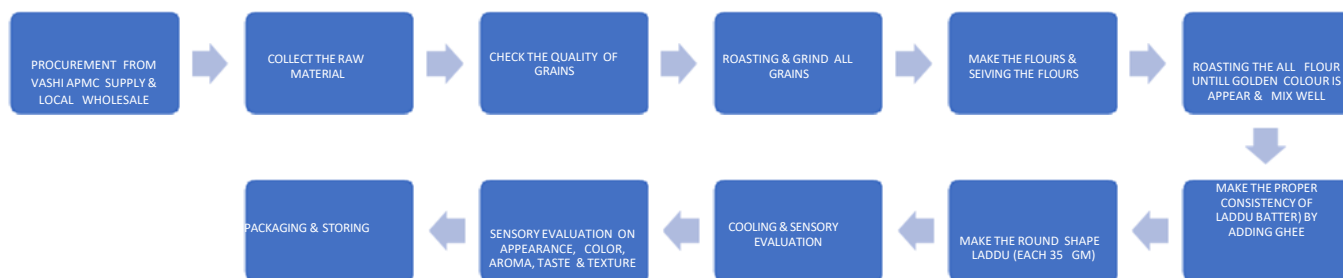 PROCUREMENT FROM
VASHI APMC SUPPLY &
LOCAL WHOLESALE
COLLECT THE RAW
MATERIAL
CHECK THE QUALITY OF
GRAINS
ROASTING & GRIND ALL
GRAINS
MAKE THE FLOURS &
SEIVING THE FLOURS
ROASTING THE ALL FLOUR
UNTILL GOLDEN COLOUR IS
APPEAR & MIX WELL
MAKE THE PROPER
CONSISTENCY OF
LADDU BATTER) BY
ADDING GHEE
MAKE THE ROUND SHAPE
LADDU (EACH 35 GM)
COOLING & SENSORY
EVALUATION
SENSORY EVALUATION ON
APPEARANCE, COLOR,
AROMA, TASTE & TEXTURE
PACKAGING & STORING